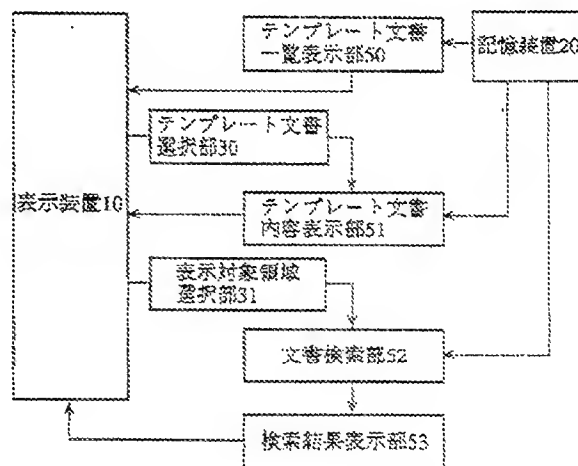 テンプレート文書
一覧表示部50
記憶装置20
テンプレート文書
選択部30
表示装置10
テンプレート文書
内容表示部51
表示対象領域
選択部31
文書検索部52
検索結果表示部53